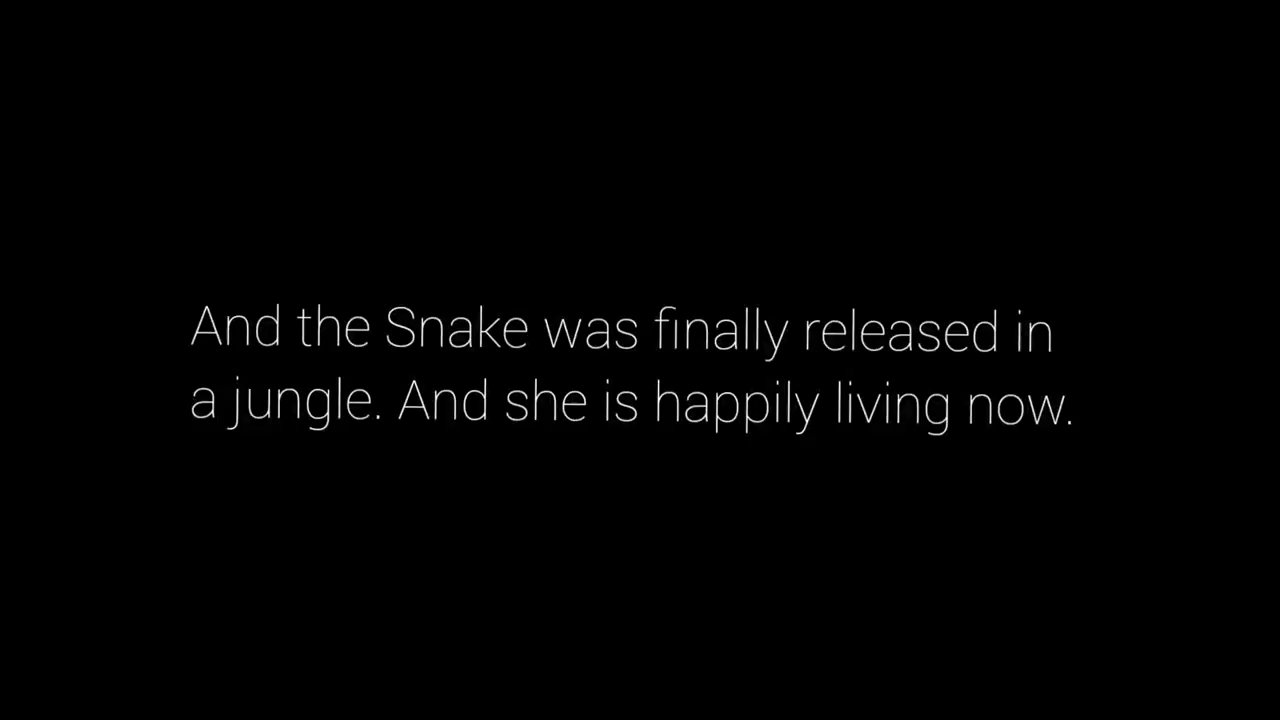 And the Snake was finally released in
a jungle. And she is happily living now.